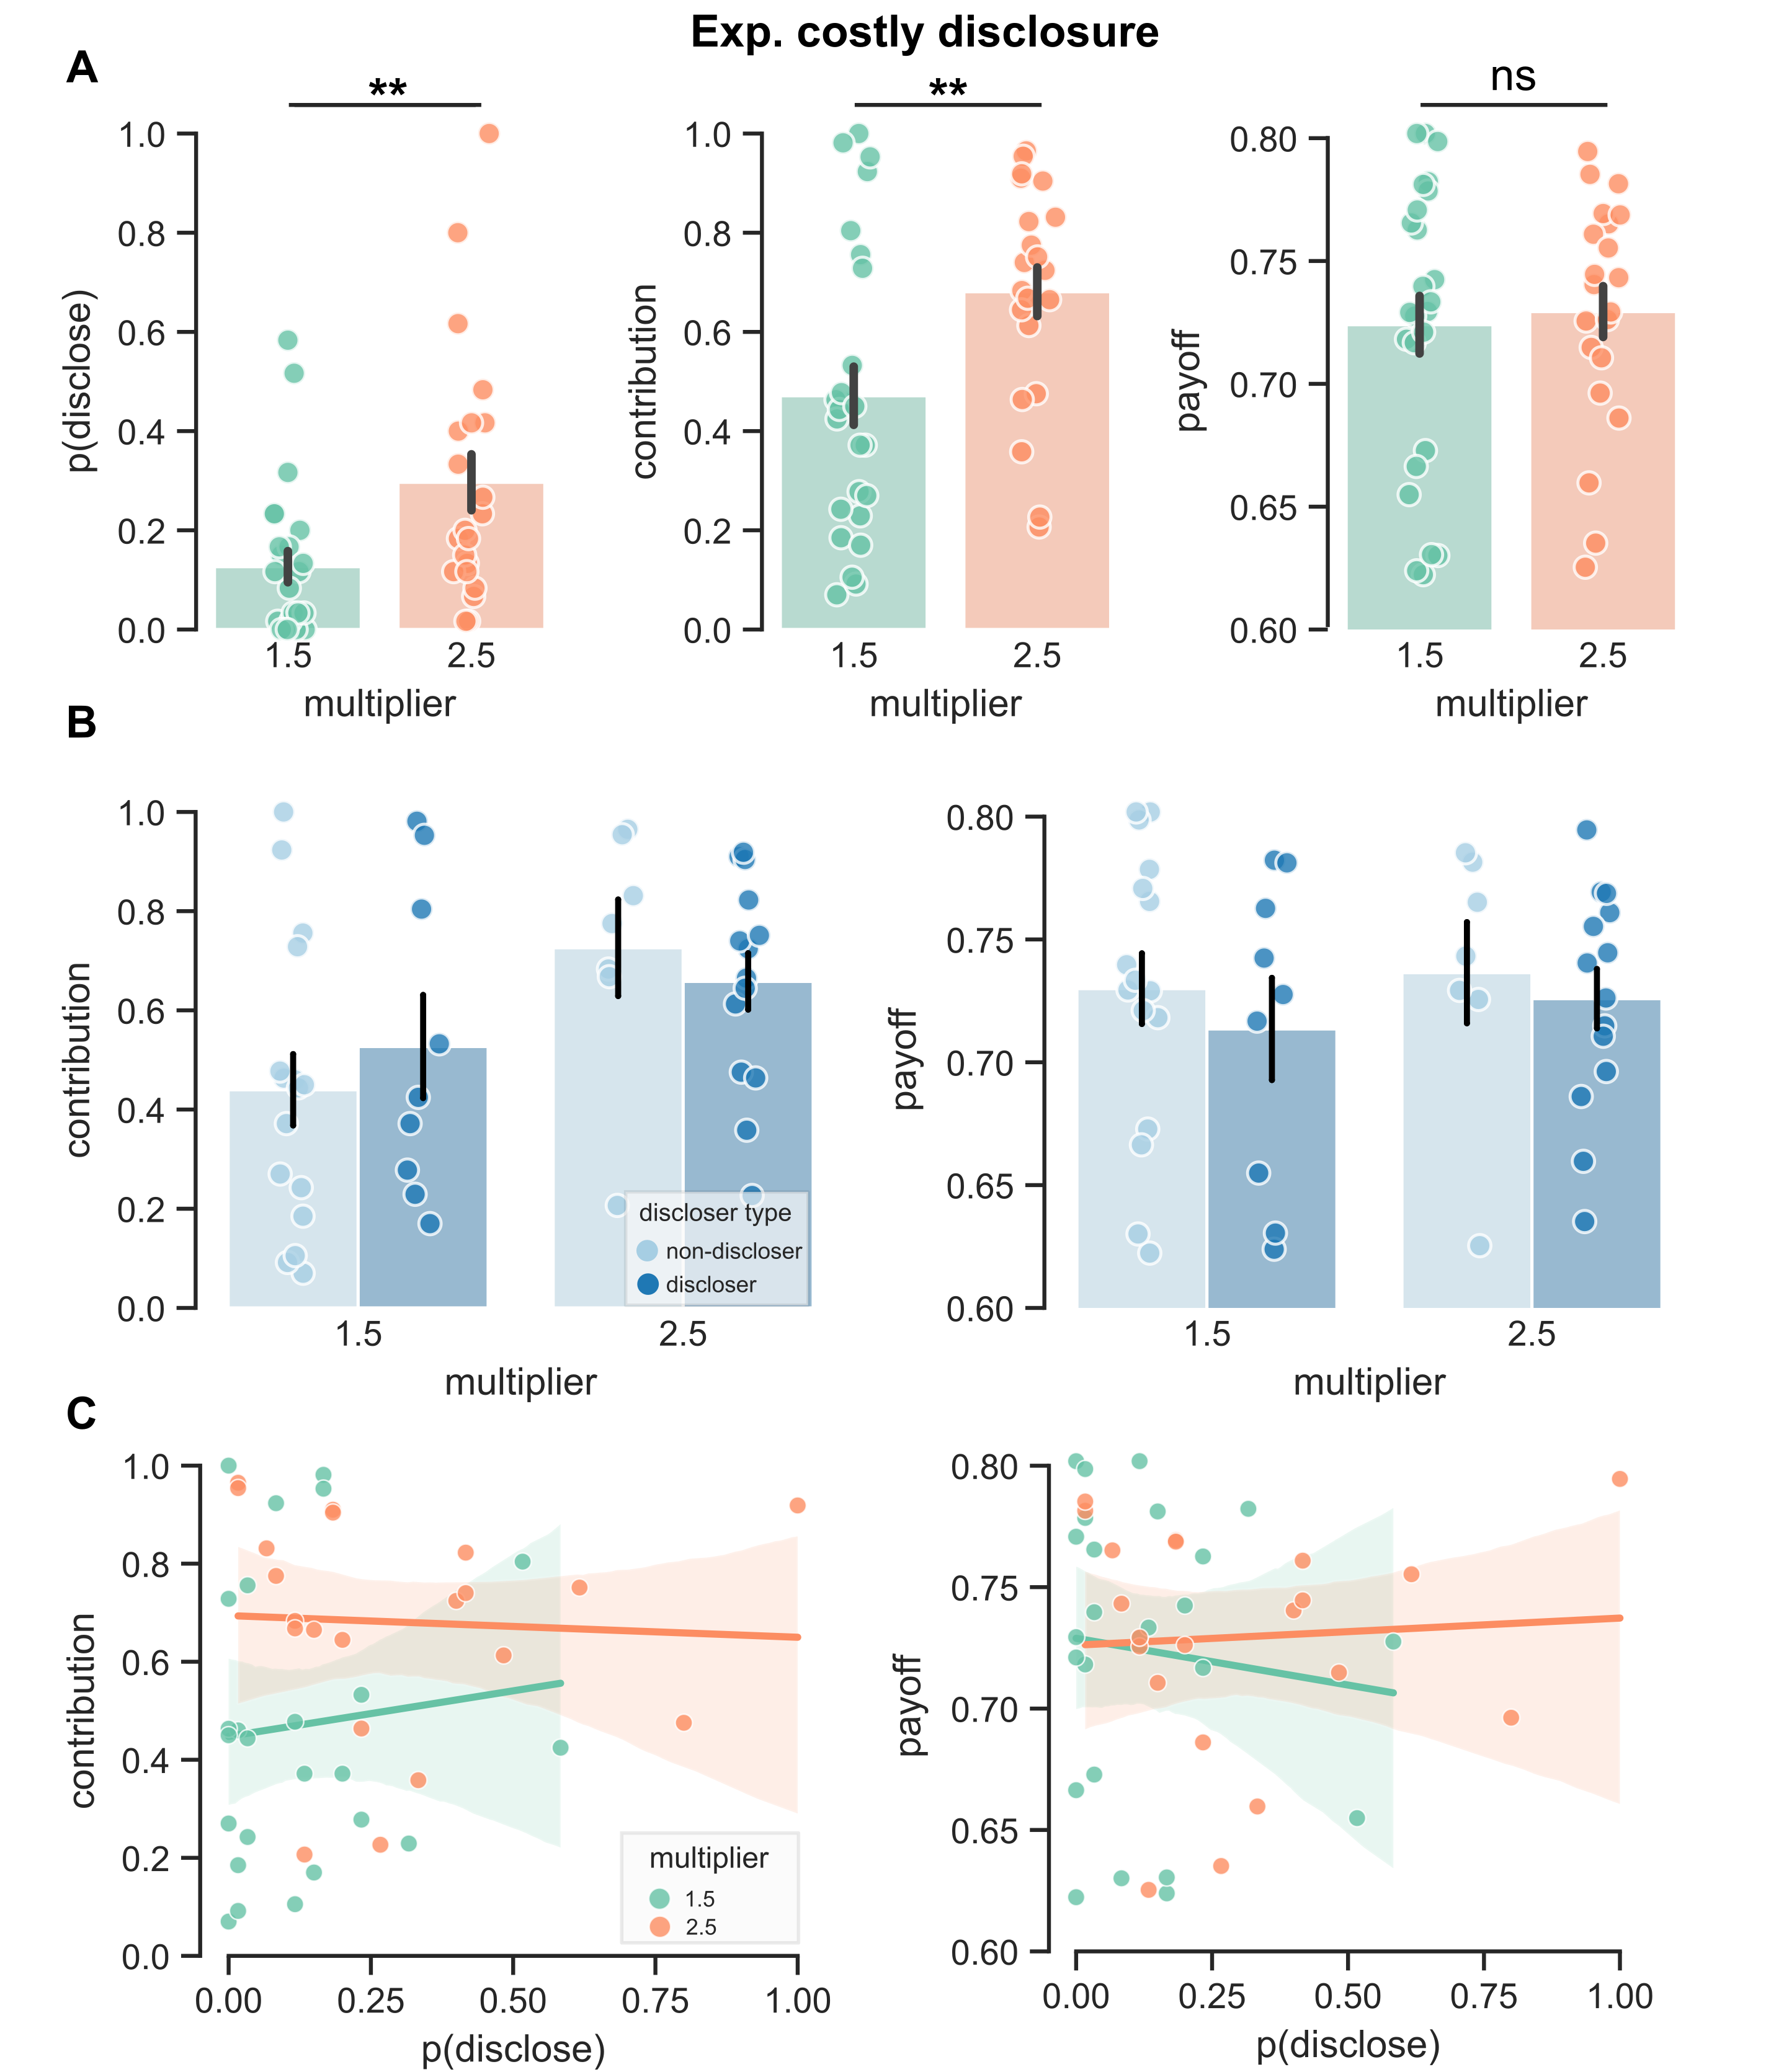 Exp. costly disclosure
A
**
**
ns
p(disclose)
1.0
0.8
0.6
0.4
0.2
0.0
1.5
2.5
multiplier
contribution
1.0
0.8
0.6
0.4
0.2
0.0
1.5
2.5
multiplier
payoff
0.80
0.75
0.70
0.65
0.60
1.5
2.5
multiplier
B
contribution
1.0
0.8
0.6
0.4
0.2
0.0
discloser type
non-discloser
discloser
1.5
2.5
multiplier
payoff
0.80
0.75
0.70
0.65
0.60
1.5
2.5
multiplier
C
contribution
1.0
0.8
0.6
0.4
0.2
0.0
multiplier
1.5
2.5
0.00
0.25
0.50
0.75
1.00
p(disclose)
payoff
0.80
0.75
0.70
0.65
0.60
0.00
0.25
0.50
0.75
1.00
p(disclose)